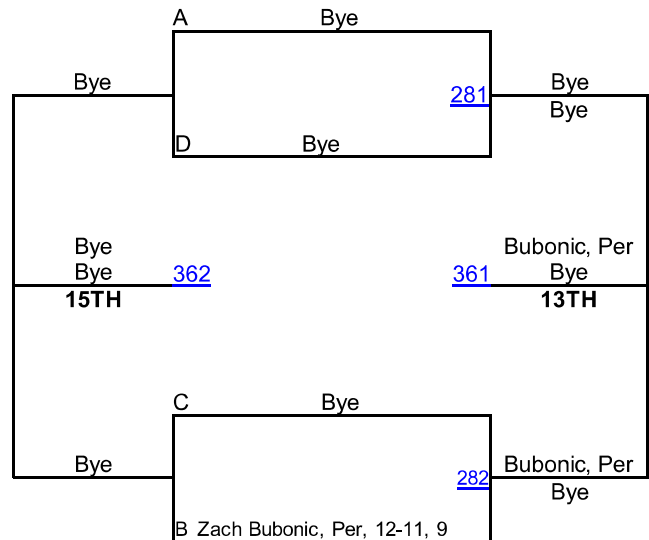 A Bye
Bye 281 Bye
Bye
D Bye
Bye Bubonic, Per
Bye 362 361 Bye
15TH 13TH
C Bye
Bye 282 Bubonic, Per
Bye
B Zach Bubonic, Per, 12-11, 9